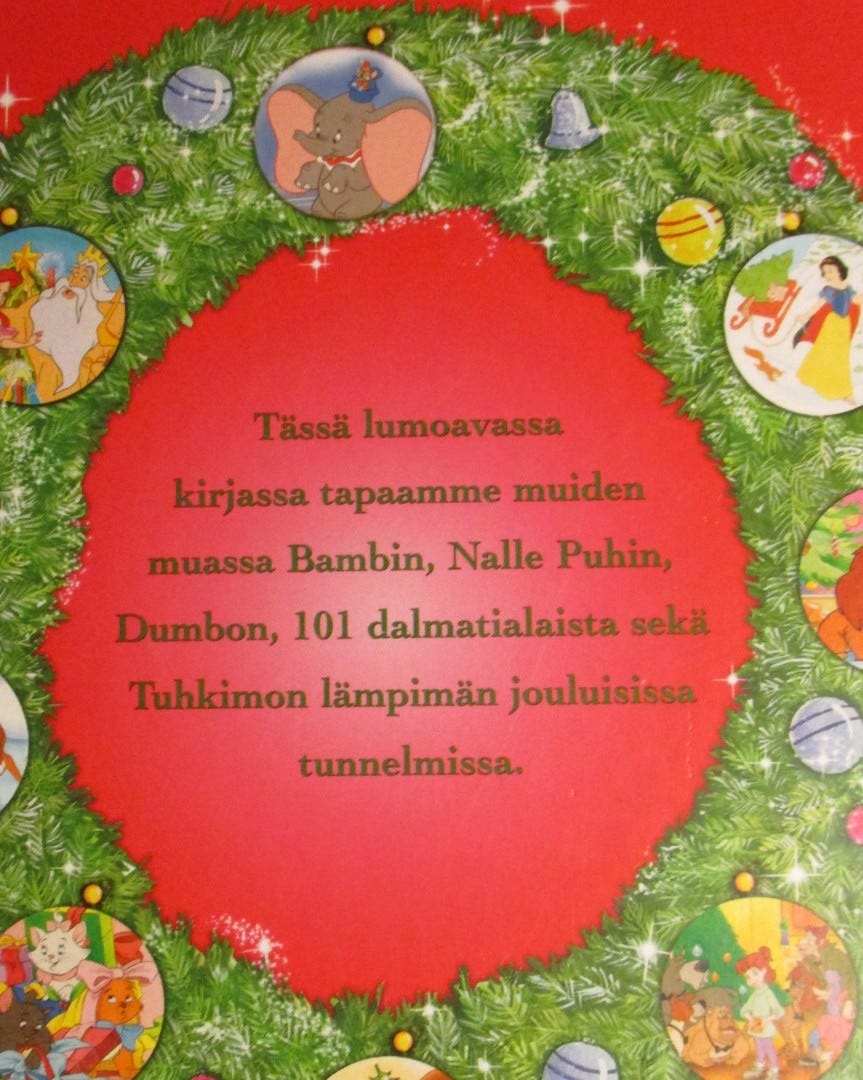 Tässä lumoavassa
kirjassa tapaamme muiden
muassa Bambin, Nalle Puhin,
Dumbon, 101 dalmatialaista sekä
Tuhkimon lämpimän jouluisissa
tunnelmissa.